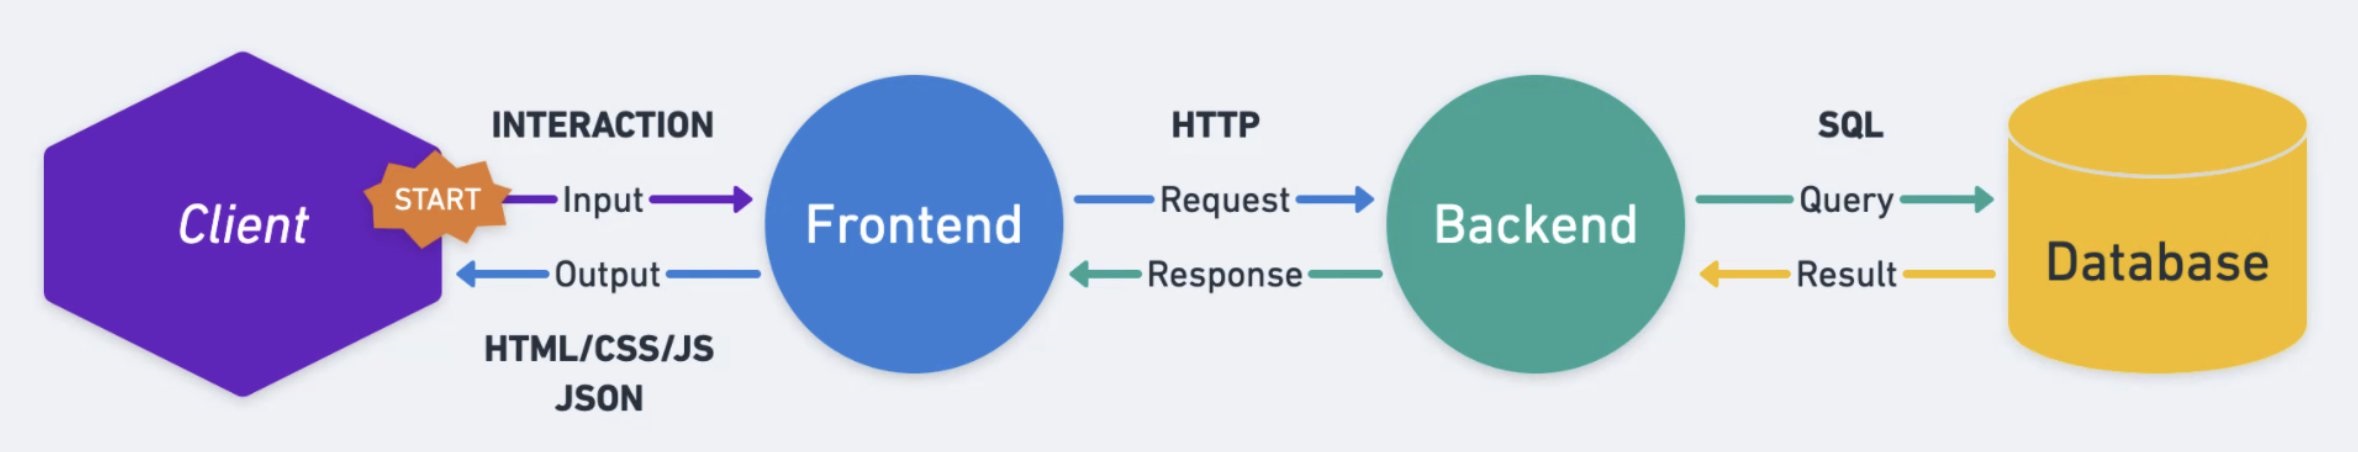 Client
START
INTERACTION
Input
Output
HTML/CSS/JS
JSON
Frontend
HTTP
Request
Response
Backend
SQL
Query
Result
Database